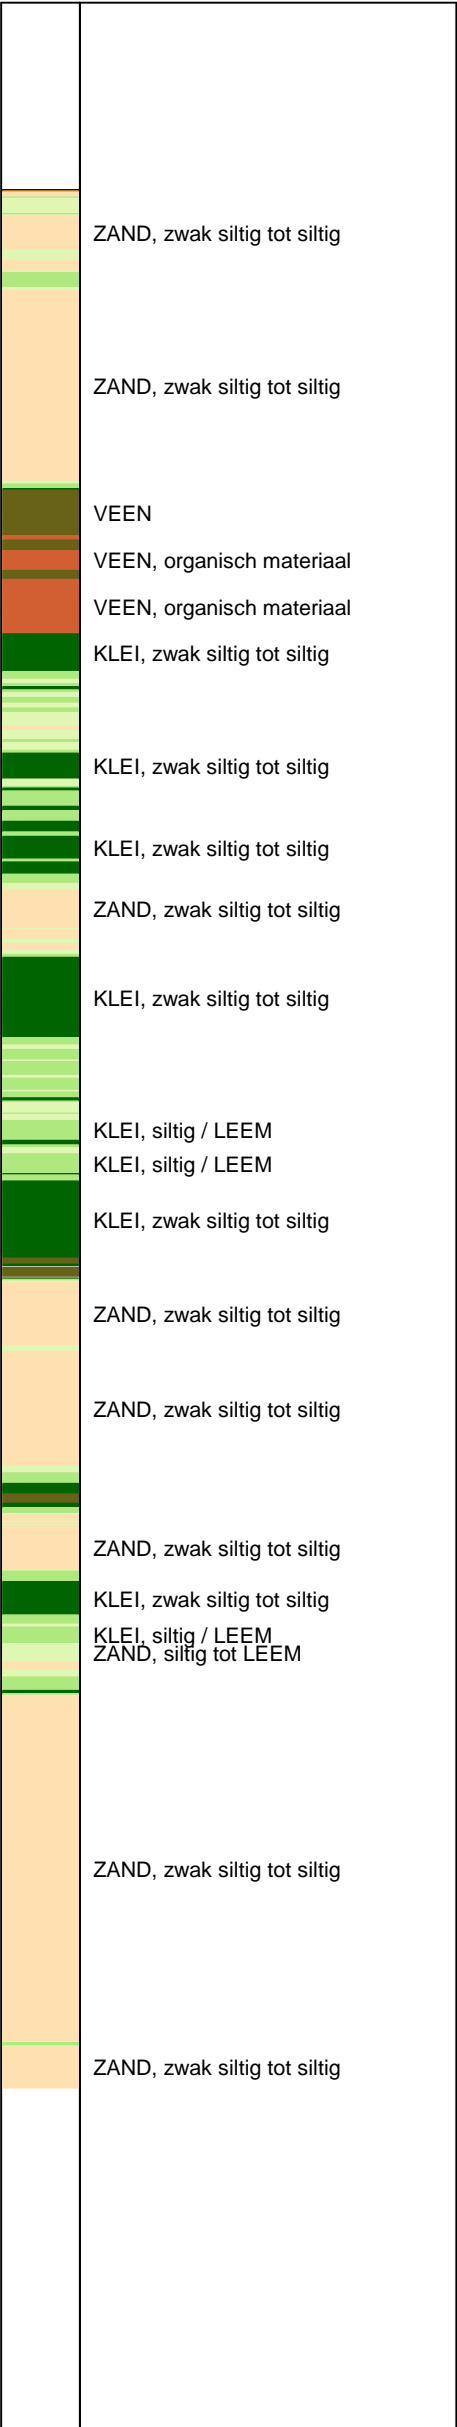 ZAND, zwak siltig tot siltig
ZAND, zwak siltig tot siltig
VEEN
VEEN, organisch materiaal
VEEN, organisch materiaal
KLEI, zwak siltig tot siltig
KLEI, zwak siltig tot siltig
KLEI, zwak siltig tot siltig
ZAND, zwak siltig tot siltig
KLEI, zwak siltig tot siltig
KLEI, siltig / LEEM
KLEI, siltig / LEEM
KLEI, zwak siltig tot siltig
ZAND, zwak siltig tot siltig
ZAND, zwak siltig tot siltig
ZAND, zwak siltig tot siltig
KLEI, zwak siltig tot siltig
KLEI, siltig / LEEM
ZAND, siltig tot LEEM
ZAND, zwak siltig tot siltig
ZAND, zwak siltig tot siltig